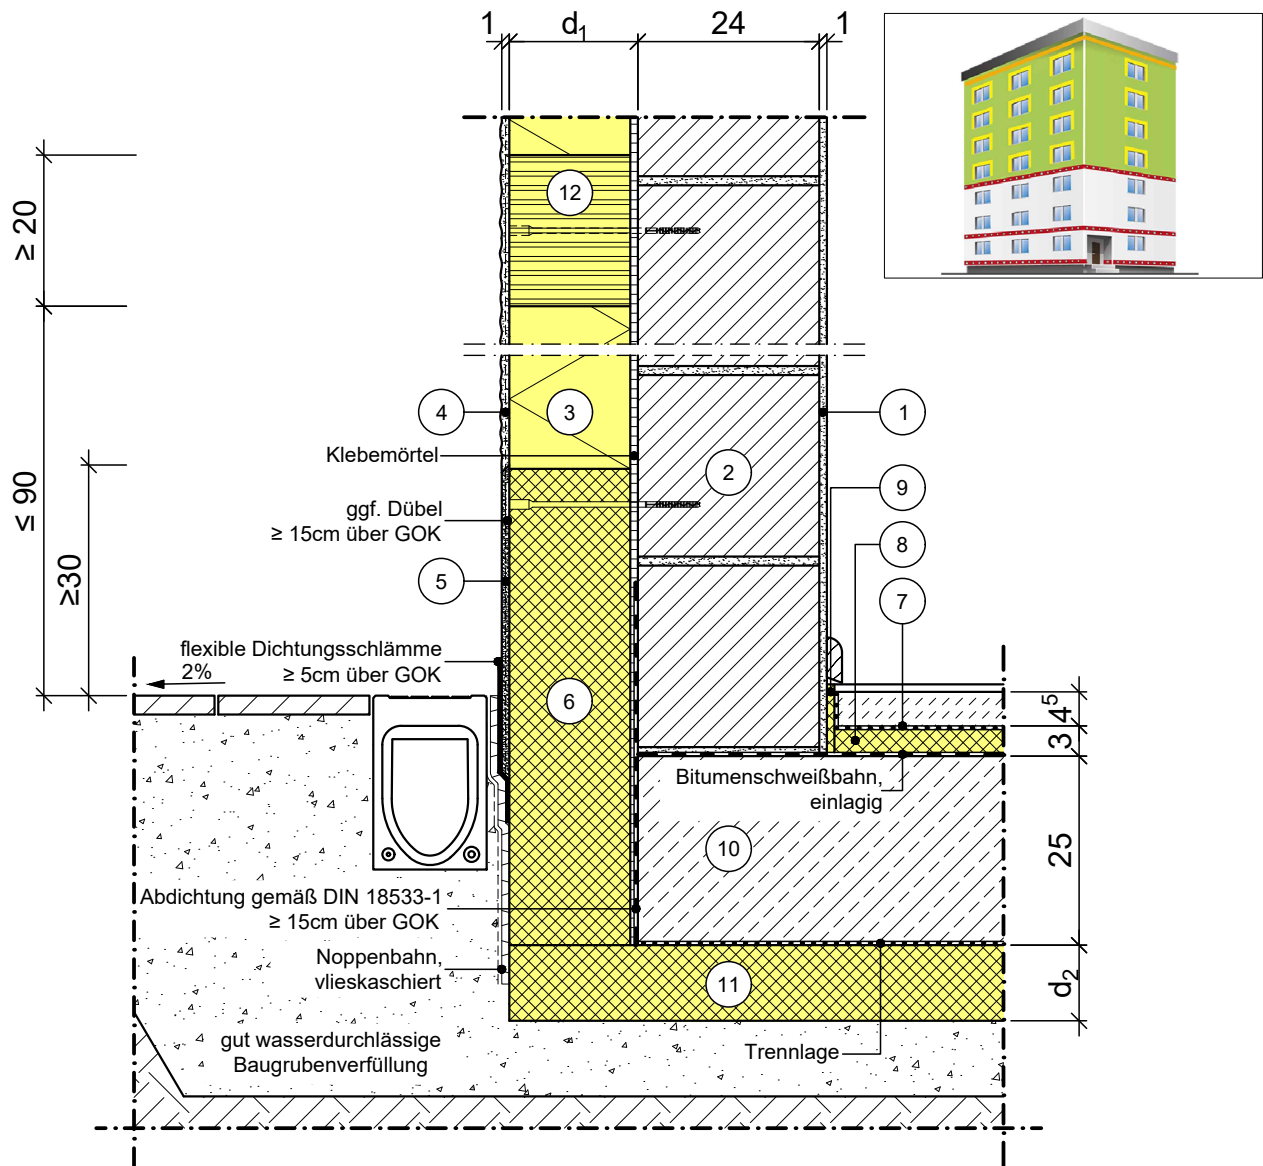 1
d1
24
1
≥ 20
12
≤ 90
≥30
4
3
1
Klebemörtel
2
9
ggf. Dübel
≥ 15cm über GOK
8
5
7
flexible Dichtungsschlämme
≥ 5cm über GOK
2%
6
4⁵
3
Bitumenschweißbahn,
einlagig
10
25
Abdichtung gemäß DIN 18533-1
≥ 15cm über GOK
Noppenbahn,
vlieskaschiert
11
d2
gut wasserdurchlässige
Baugrubenverfüllung
Trennlage